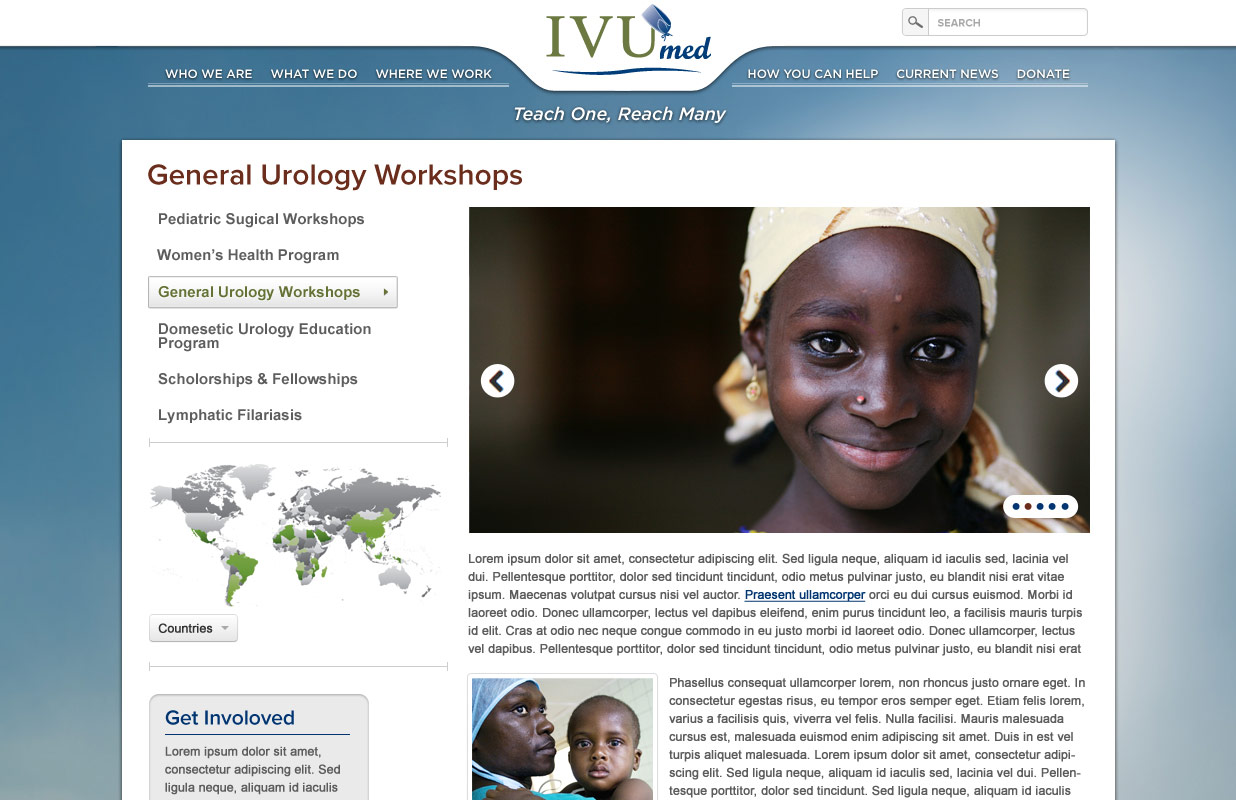 IVUmed
SEARCH
WHO WE ARE WHAT WE DO WHERE WE WORK
HOW YOU CAN HELP CURRENT NEWS DONATE
Teach One, Reach Many
General Urology Workshops
Pediatric Sugical Workshops
Women’s Health Program
General Urology Workshops
Domesetic Urology Education
Program
Scholorships & Fellowships
Lymphatic Filariasis
Countries
Get Involoved
Lorem ipsum dolor sit amet,
consectetur adipiscing elit. Sed
ligula neque, aliquam id iaculis
Lorem ipsum dolor sit amet, consectetur adipiscing elit. Sed ligula neque, aliquam id iaculis sed, lacinia vel
dui. Pellentesque porttitor, dolor sed tincidunt tincidunt, odio metus pulvinar justo, eu blandit nisi erat vitae
ipsum. Maecenas volutpat cursus nisi vel auctor. Praesent ullamcorper orci eu dui cursus euismod. Morbi id
laoreet odio. Donec ullamcorper, lectus vel dapibus eleifend, enim purus tincidunt leo, a facilisis mauris turpis
id elit. Cras at odio nec neque congue commodo in eu justo morbi id laoreet odio. Donec ullamcorper, lectus
vel dapibus. Pellentesque porttitor, dolor sed tincidunt tincidunt, odio metus pulvinar justo, eu blandit nisi erat
Phasellus consequat ullamcorper lorem, non rhoncus justo ornare eget. In
consectetur egestas risus, eu tempor eros semper eget. Etiam felis lorem,
varius a facilisis quis, viverra vel felis. Nulla facilisi. Mauris malesuada
cursus est, malesuada euismod enim adipiscing sit amet. Duis in est vel
turpis aliquet malesuada. Lorem ipsum dolor sit amet, consectetur adipi-
scing elit. Sed ligula neque, aliquam id iaculis sed, lacinia vel dui. Pellen-
tesque porttitor, dolor sed tincidunt tincidunt, odio metus pulvinar justo, eu